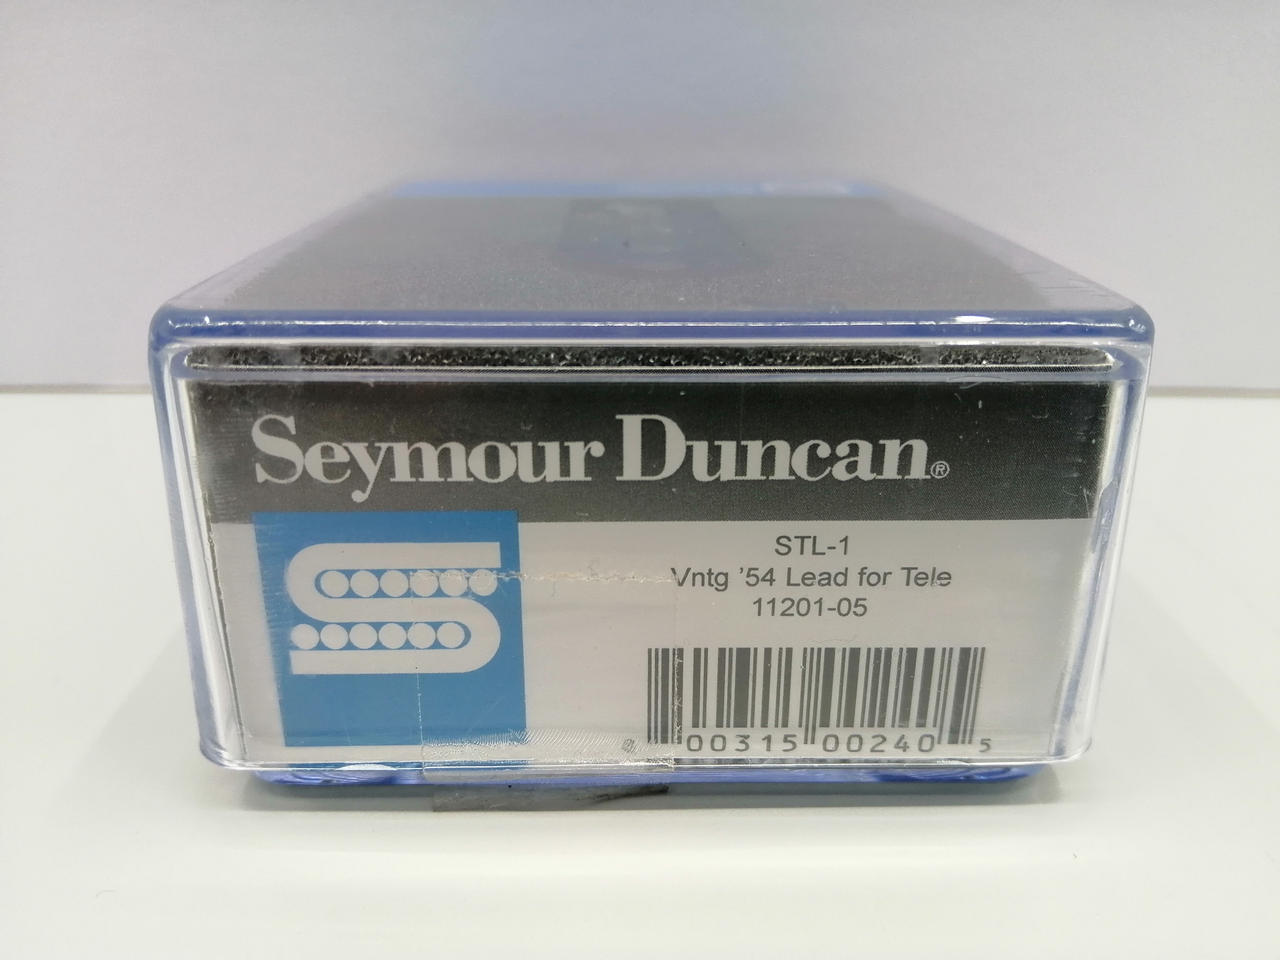 Seymour Duncan®
STL-1
Vntg '54 Lead for Tele
11201-05
00315 00240 5